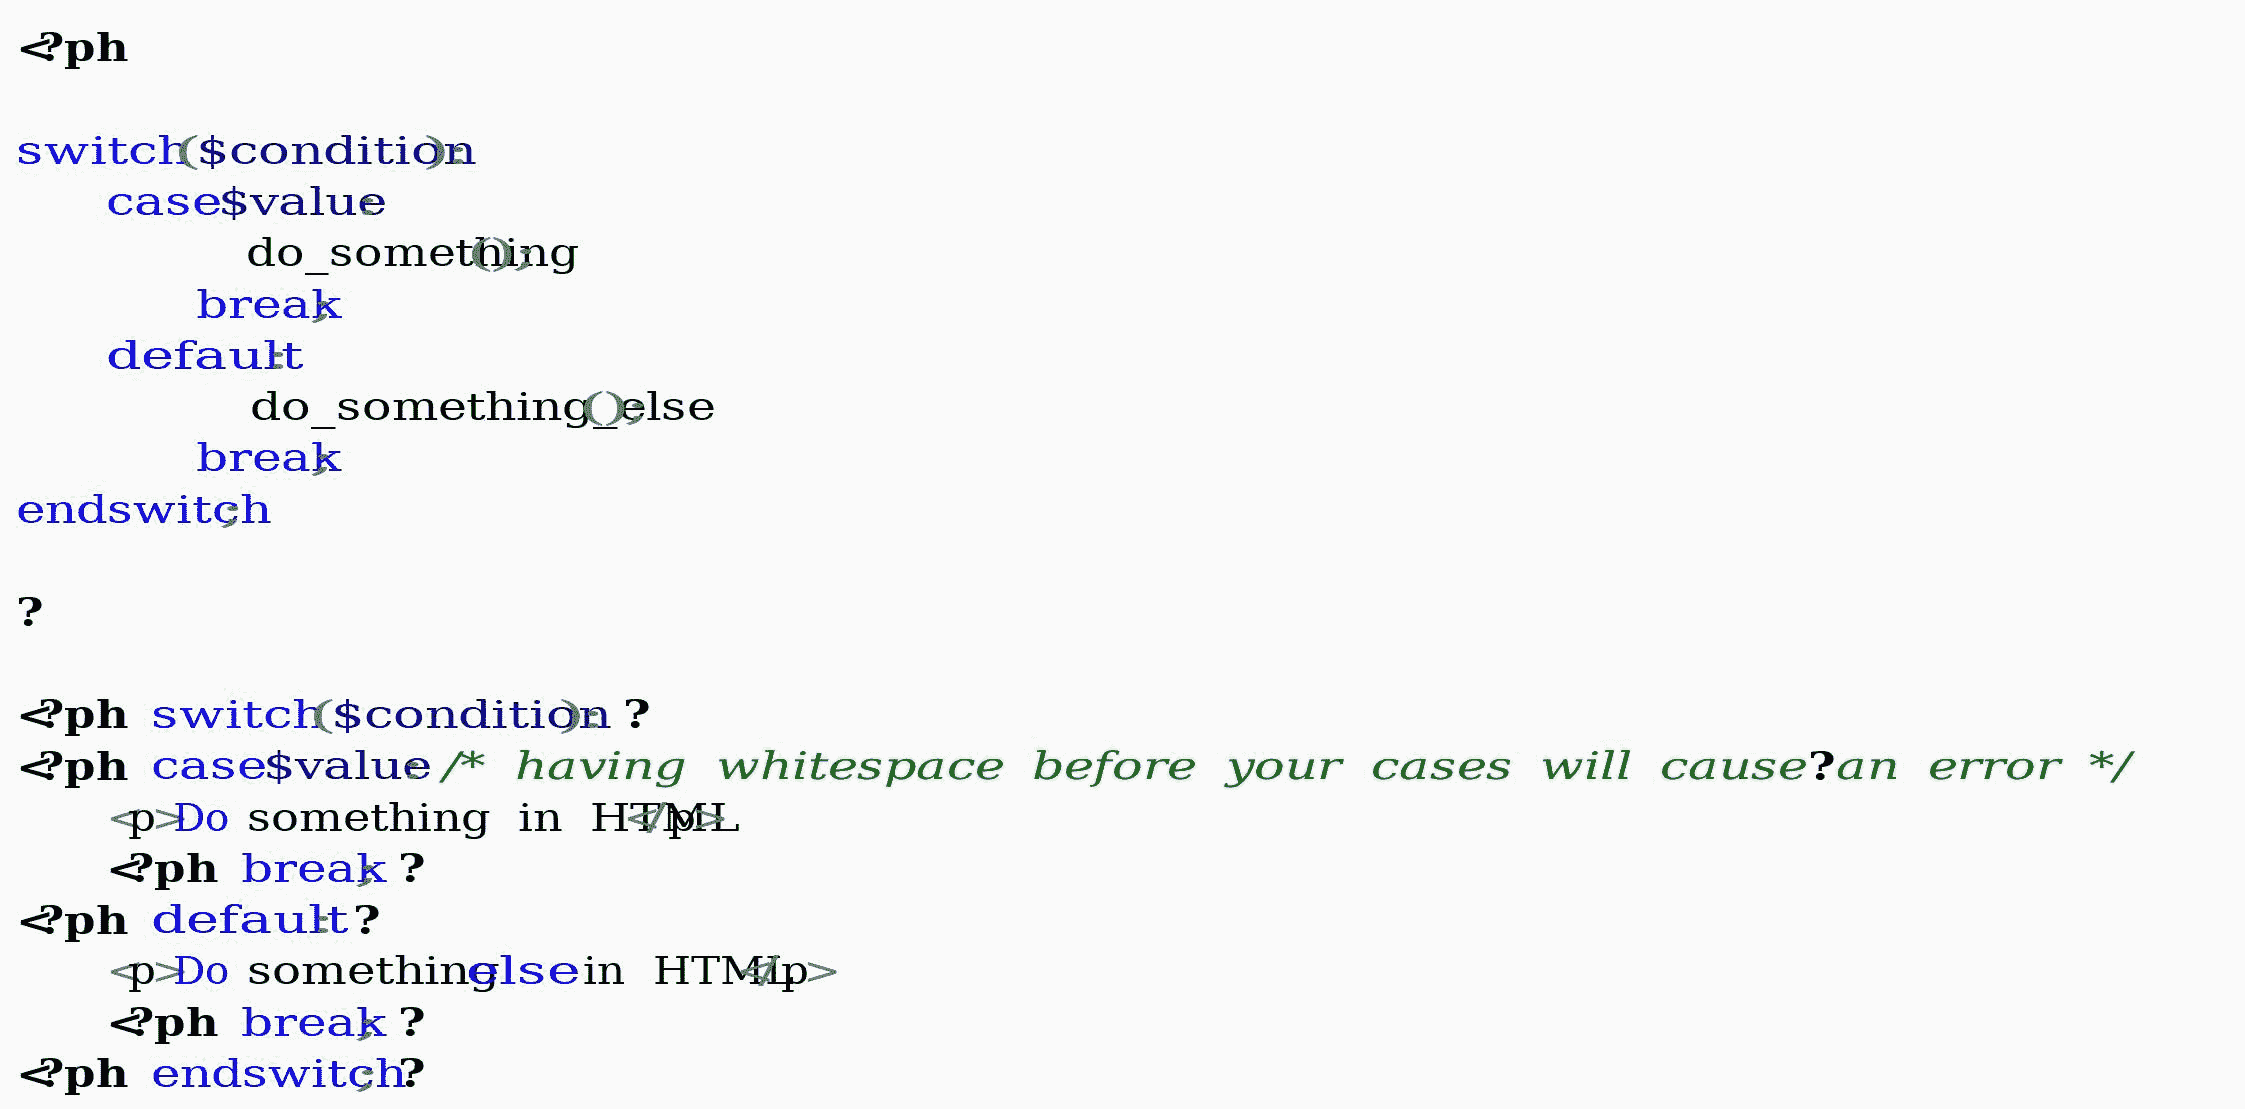 <?ph
switch($condition):
    case $value:
        do_something();
        break;
    default:
        do_something_else();
        break;
endswitch;
?
<?ph switch($condition): ?
<?ph case $value: /* having whitespace before your cases will cause an error */ ?
    <p>Do something in HTML</p>
    <?ph break; ?
<?ph default: ?
    <p>Do something else in HTML</p>
    <?ph break; ?
<?ph endswitch; ?